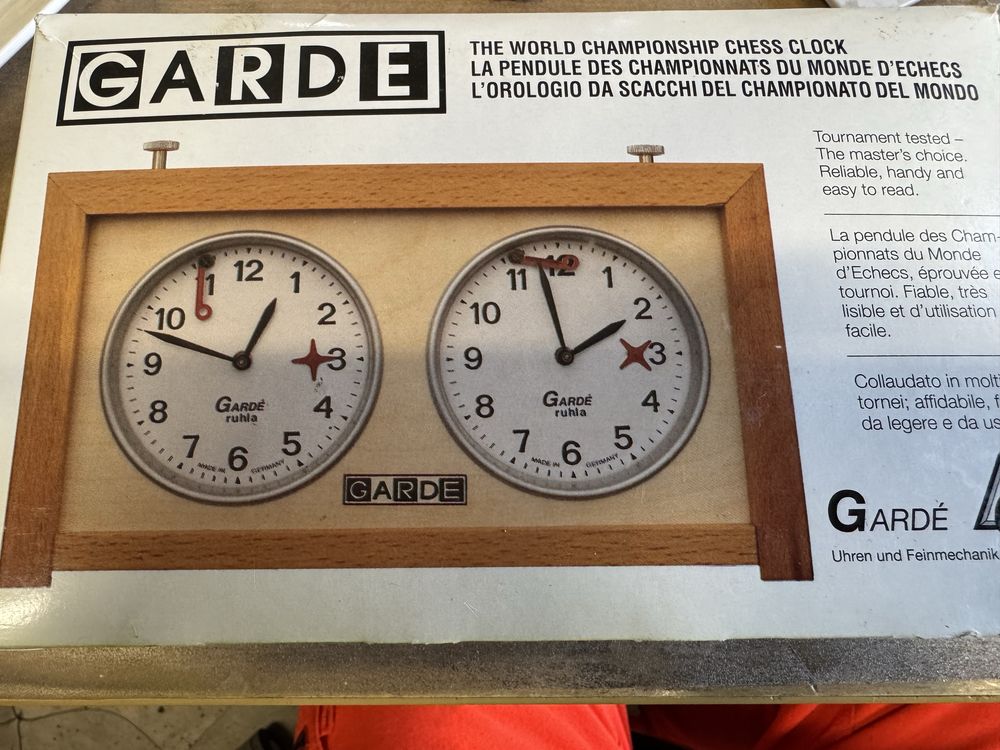 GARDE
THE WORLD CHAMPIONSHIP CHESS CLOCK
LA PENDULE DES CHAMPIONNATS DU MONDE D'ECHECS
L'OROLOGIO DA SCACCHI DEL CHAMPIONATO DEL MONDO
Tournament tested –
The master's choice.
Reliable, handy and
easy to read.
La pendule des Cham-
pionnats du Monde
d'Echecs, éprouvée e
tournoi. Fiable, très
lisible et d'utilisation
facile.
Collaudato in molti
tornei; affidabile, f
da legere e da us
GARDÉ
Uhren und Feinmechanik
12
1
2
3
4
5
6
7
8
9
10
11
GARDÉ
ruhla
MADE IN GERMANY
12
1
2
3
4
5
6
7
8
9
10
11
GARDÉ
ruhla
MADE IN GERMANY
GARDE